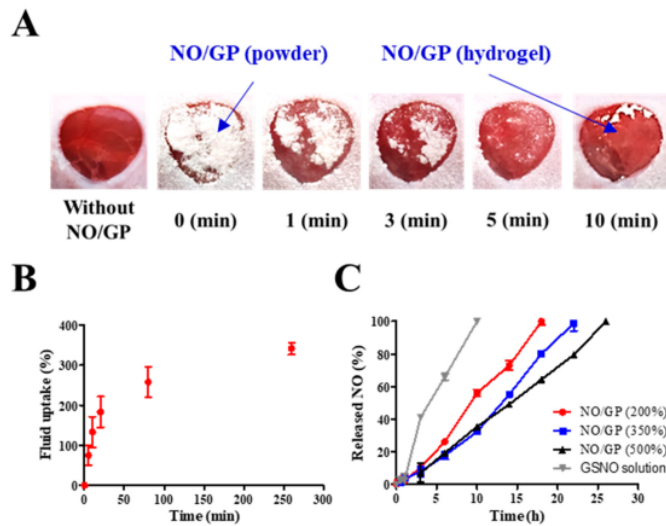 A
NO/GP (powder)
NO/GP (hydrogel)
Without
NO/GP
0 (min)
1 (min)
3 (min)
5 (min)
10 (min)
B
400
300
200
100
0
0
50
100
150
200
250
300
Fluid uptake (%)
Time (min)
C
100
80
60
40
20
0
0
10
20
30
Released NO (%)
Time (h)
NO/GP (200%)
NO/GP (350%)
NO/GP (500%)
GSNO solution